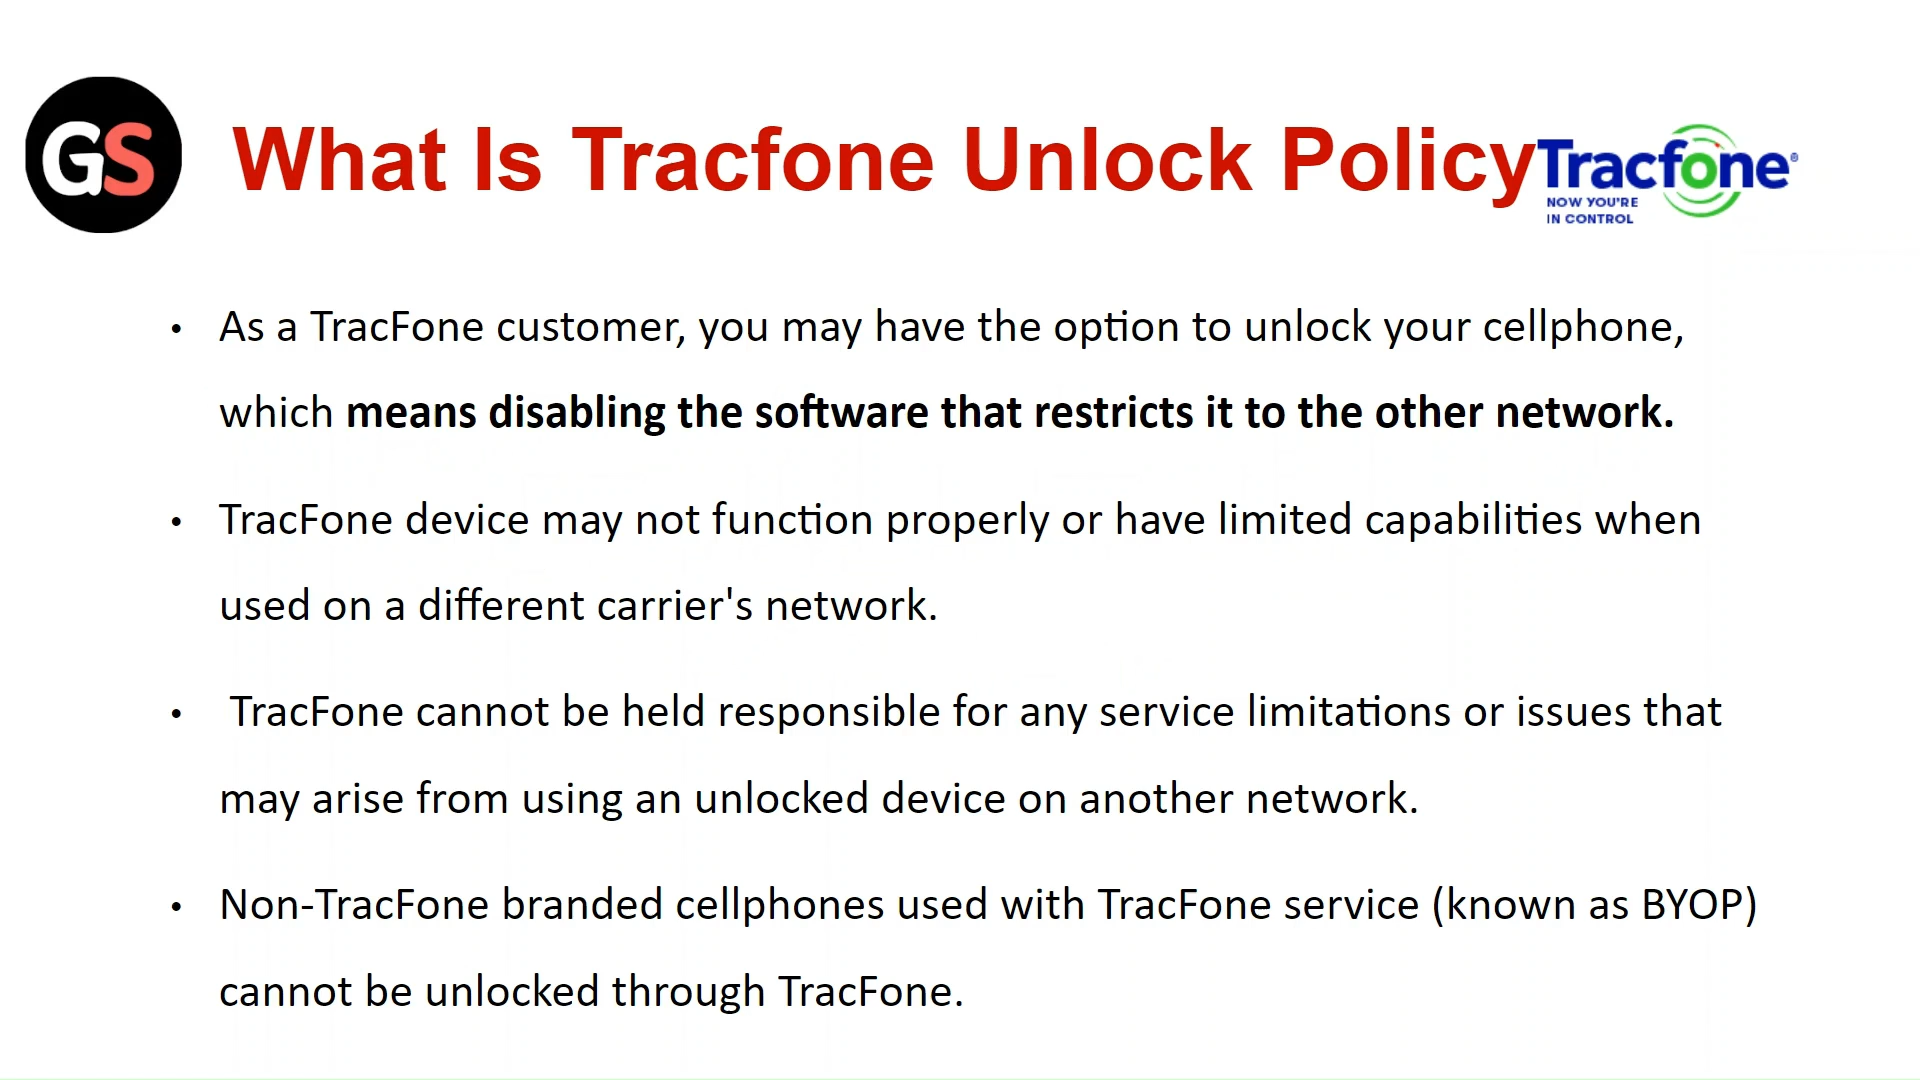 GS
What Is Tracfone Unlock Policy
Tracfone®
NOW YOU'RE
IN CONTROL
• As a TracFone customer, you may have the option to unlock your cellphone,
which means disabling the software that restricts it to the other network.
• TracFone device may not function properly or have limited capabilities when
used on a different carrier's network.
• TracFone cannot be held responsible for any service limitations or issues that
may arise from using an unlocked device on another network.
• Non-TracFone branded cellphones used with TracFone service (known as BYOP)
cannot be unlocked through TracFone.